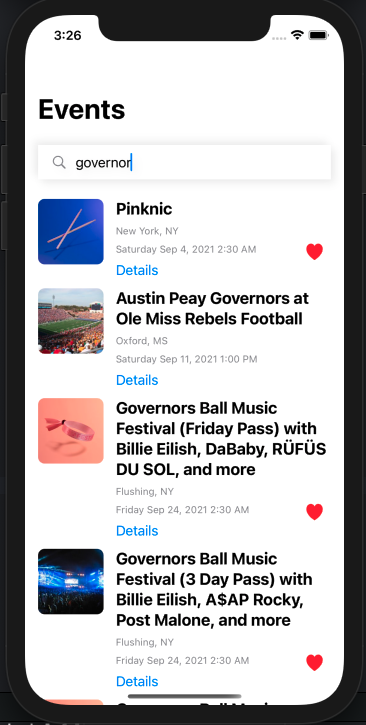 3:26
Events
governor
Pinknic
New York, NY
Saturday Sep 4, 2021 2:30 AM
Details
Austin Peay Governors at
Ole Miss Rebels Football
Oxford, MS
Saturday Sep 11, 2021 1:00 PM
Details
Governors Ball Music
Festival (Friday Pass) with
Billie Eilish, DaBaby, RÜFÜS
DU SOL, and more
Flushing, NY
Friday Sep 24, 2021 2:30 AM
Details
Governors Ball Music
Festival (3 Day Pass) with
Billie Eilish, A$AP Rocky,
Post Malone, and more
Flushing, NY
Friday Sep 24, 2021 2:30 AM
Details